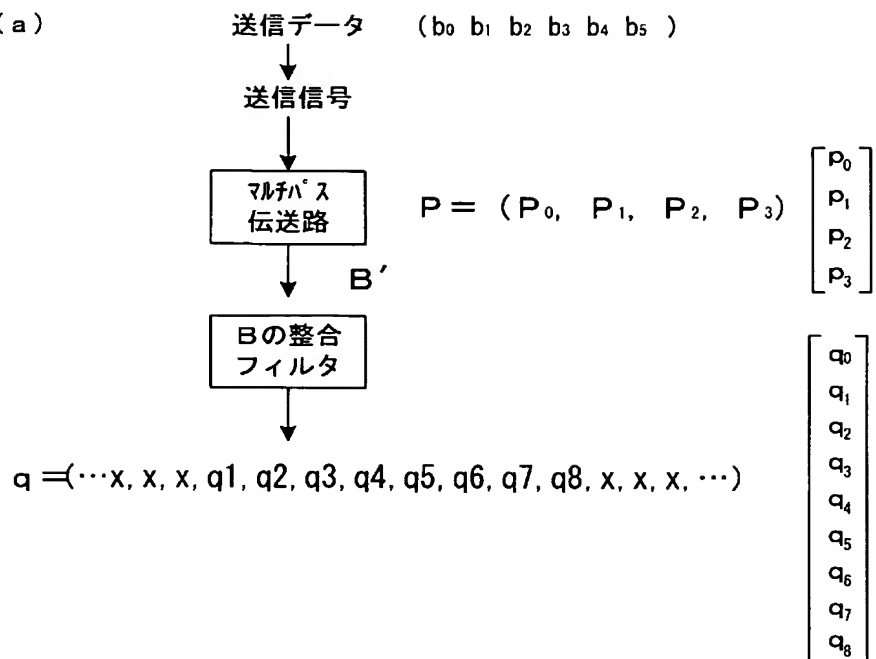 (a)
送信データ (b₀ b₁ b₂ b₃ b₄ b₅ )
送信信号
ﾏﾙﾁﾊﾟｽ
伝送路
P= (P₀, P₁, P₂, P₃)
p₀
p₁
p₂
p₃
B′
Bの整合
フィルタ
q=(…x, x, x, q1, q2, q3, q4, q5, q6, q7, q8, x, x, x, …)
q₀
q₁
q₂
q₃
q₄
q₅
q₆
q₇
q₈